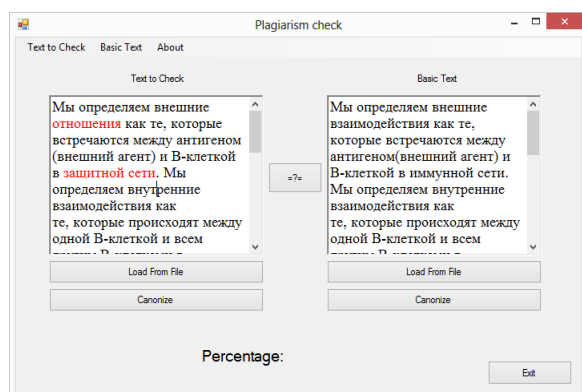 Plagiarism check
Text to Check Basic Text About
Text to Check
Мы определяем внешние
отношения как те, которые
встречаются между антигеном
(внешний агент) и В-клеткой
в защитной сети. Мы
определяем внутренние
взаимодействия как
те, которые происходят между
одной В-клеткой и всем
=?=
Basic Text
Мы определяем внешние
взаимодействия как те,
которые встречаются между
антигеном(внешний агент) и
В-клеткой в иммунной сети.
Мы определяем внутренние
взаимодействия как
те, которые происходят между
одной В-клеткой и всем
Load From File
Load From File
Canonize
Canonize
Percentage:
Exit